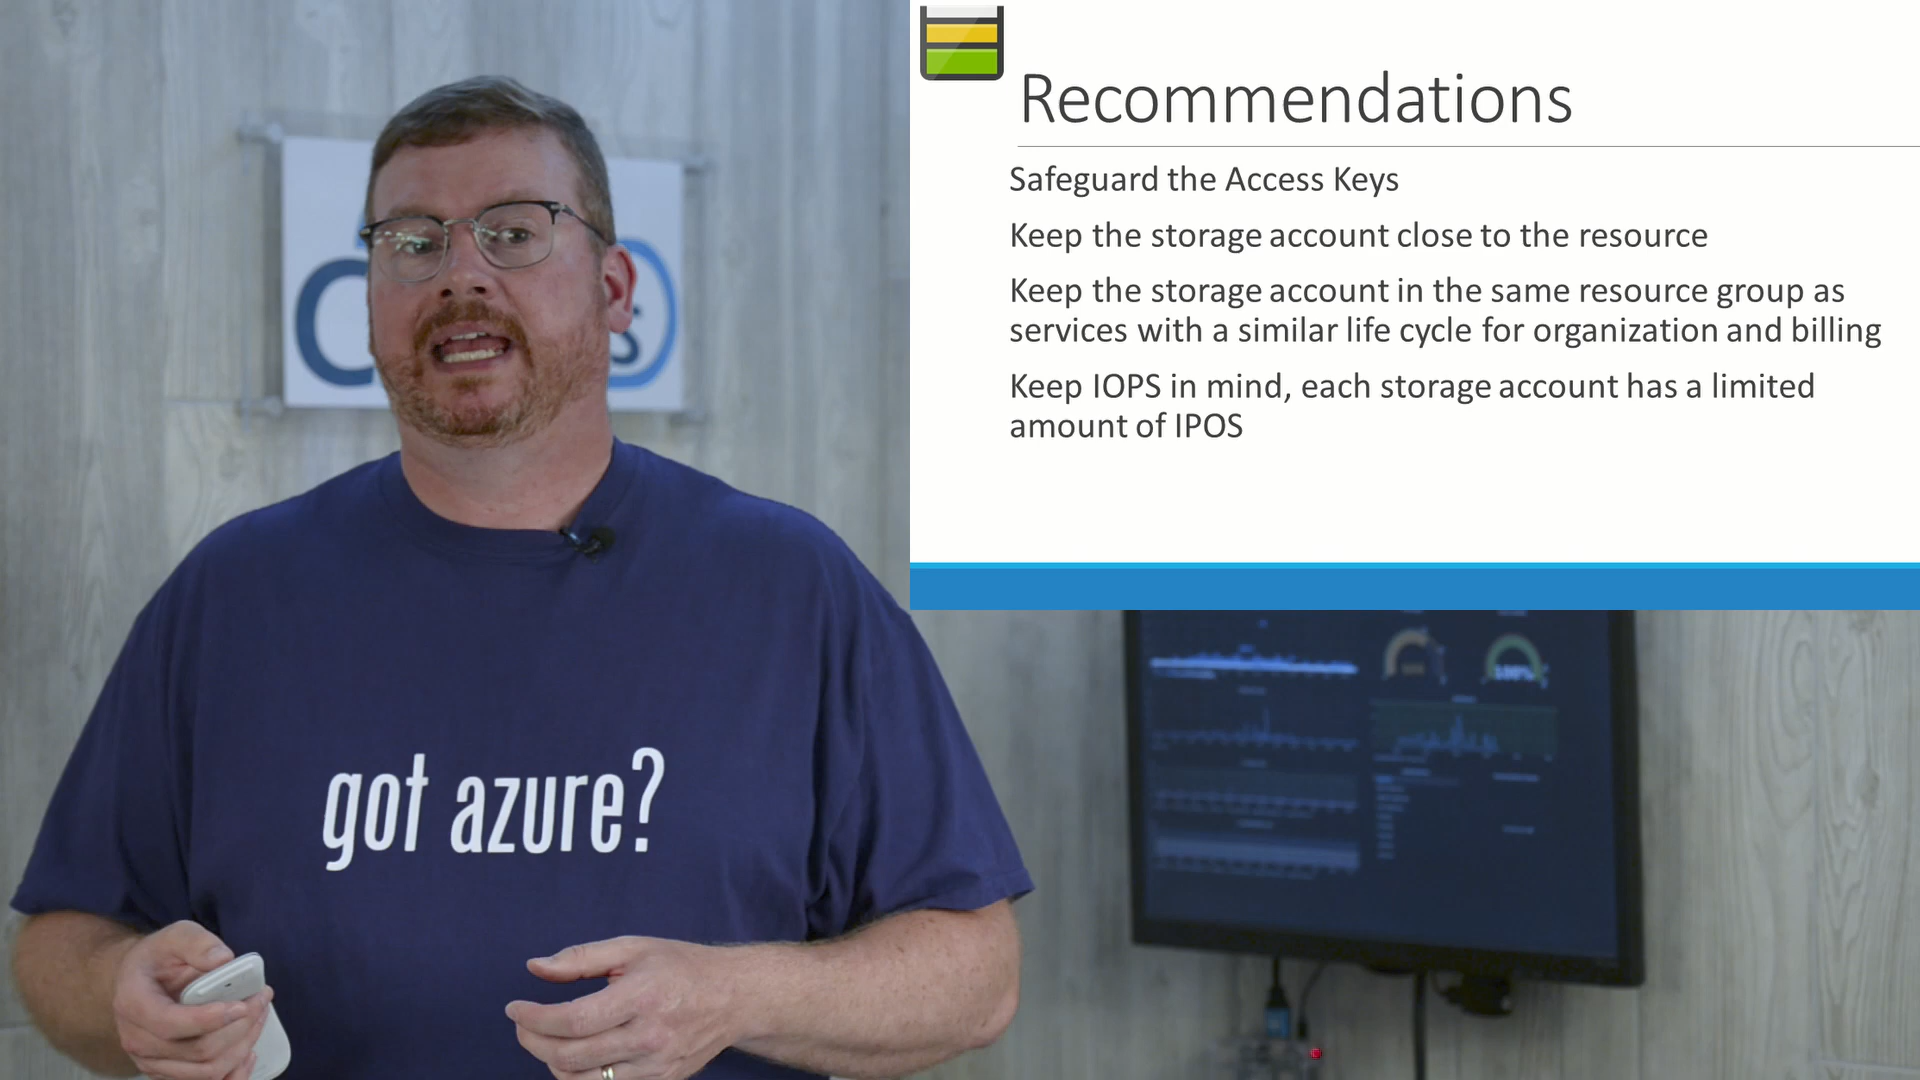 Recommendations
Safeguard the Access Keys
Keep the storage account close to the resource
Keep the storage account in the same resource group as
services with a similar life cycle for organization and billing
Keep IOPS in mind, each storage account has a limited
amount of IPOS
got azure?
100%